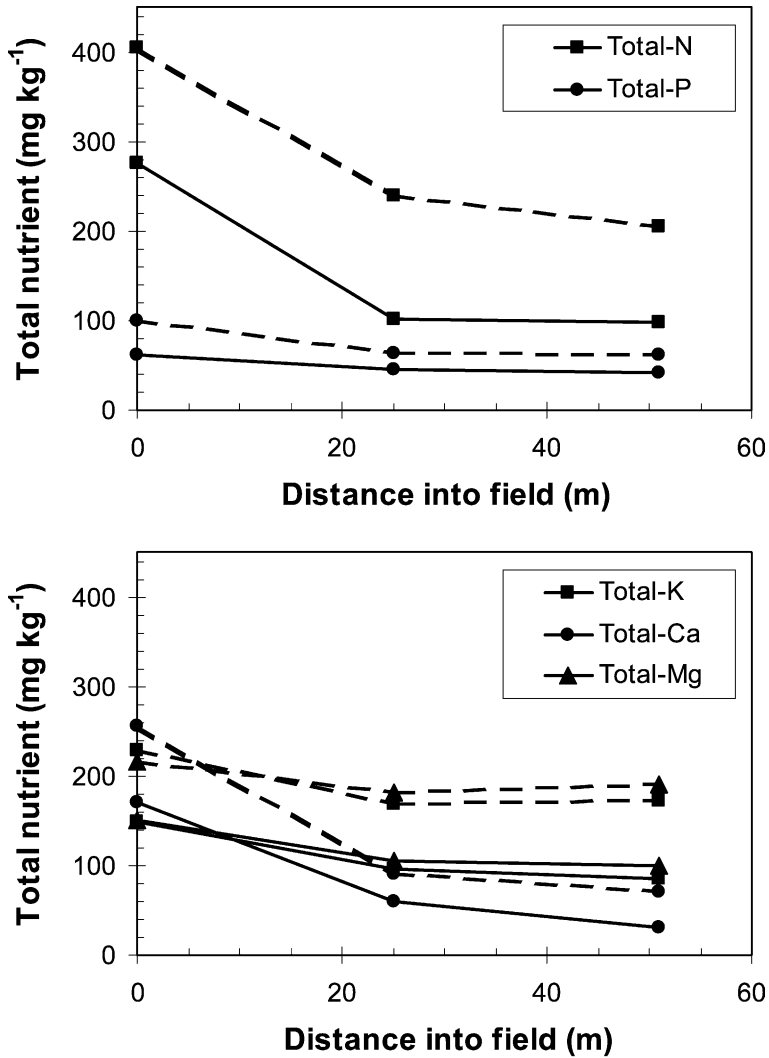 Total nutrient (mg kg-1)
400
300
200
100
0
Total-N
Total-P
0 20 40 60
Distance into field (m)
Total nutrient (mg kg-1)
400
300
200
100
0
Total-K
Total-Ca
Total-Mg
0 20 40 60
Distance into field (m)